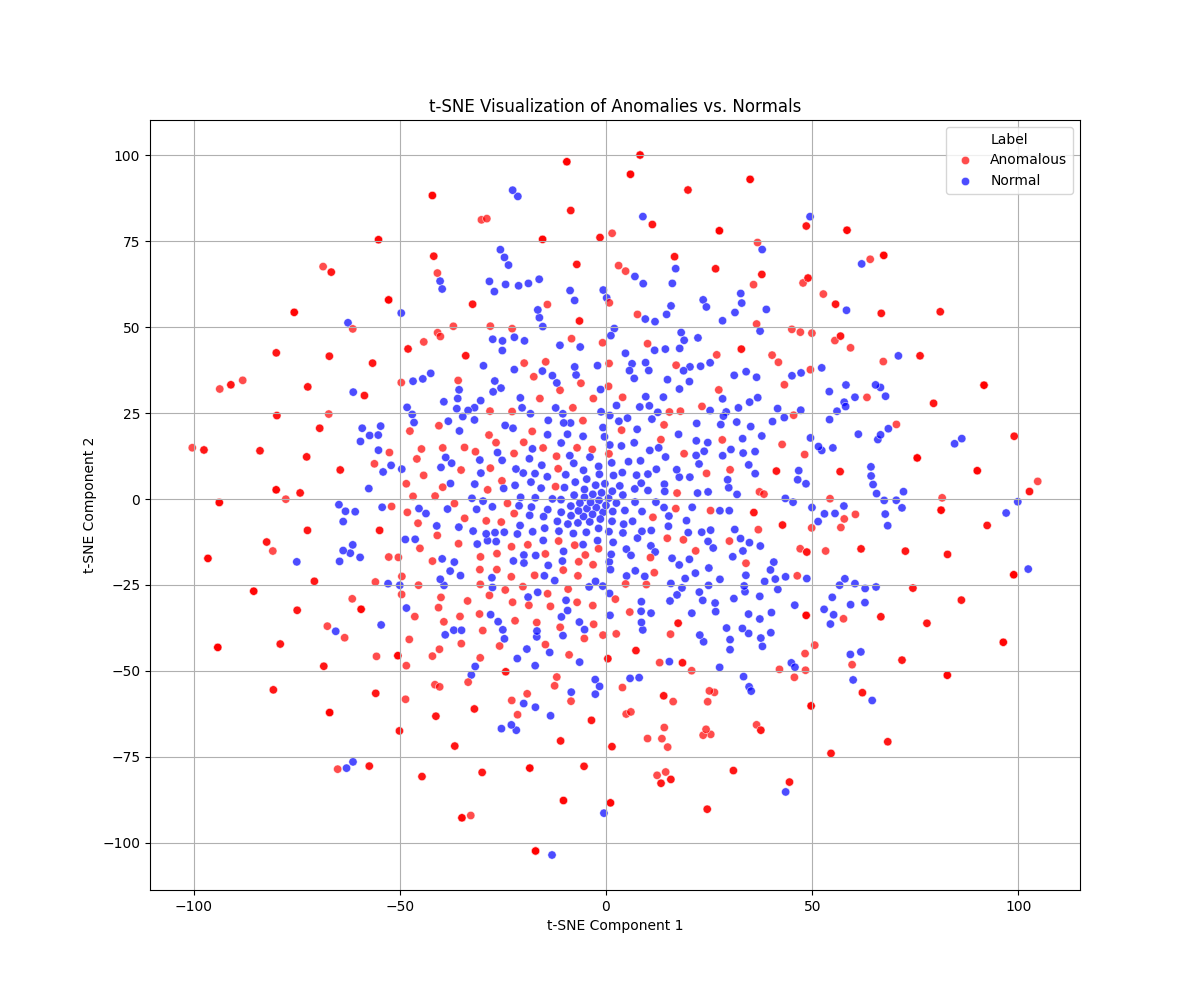 t-SNE Visualization of Anomalies vs. Normals
Label
Anomalous
Normal
100
75
50
25
0
−25
−50
−75
−100
t-SNE Component 2
−100
−50
0
50
100
t-SNE Component 1